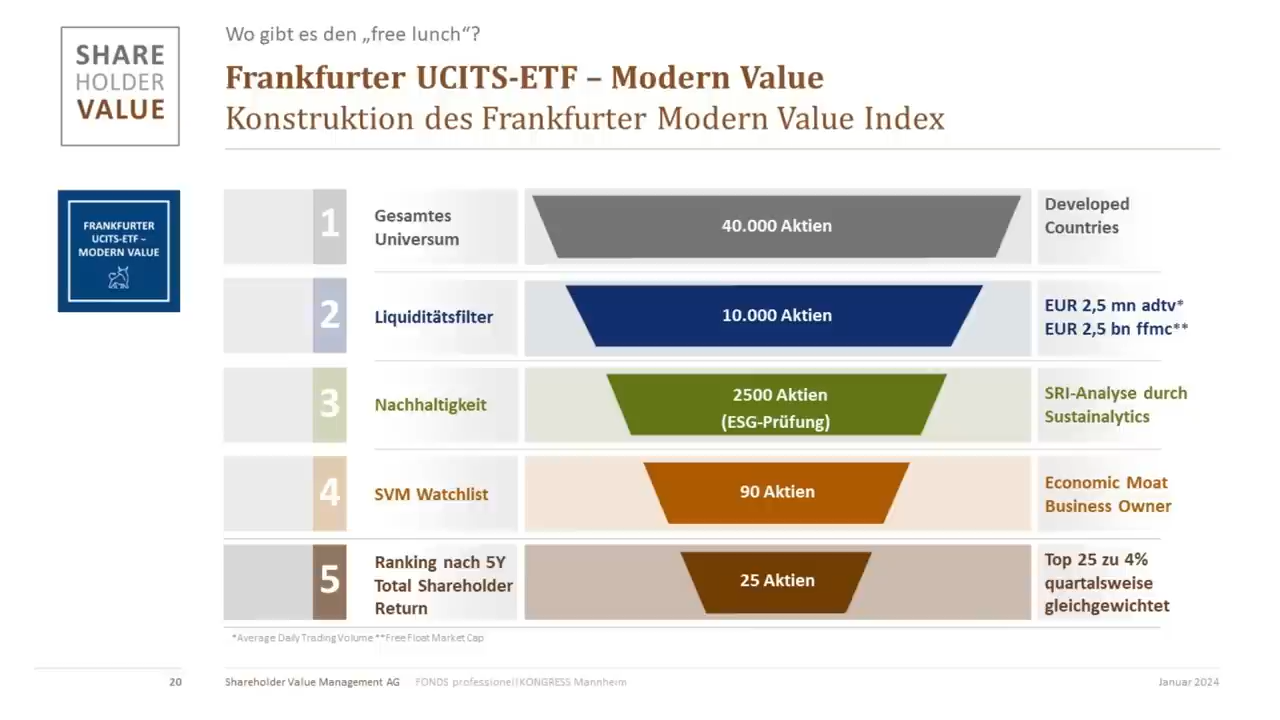 SHARE
HOLDER
VALUE
Wo gibt es den „free lunch“?
Frankfurter UCITS-ETF – Modern Value
Konstruktion des Frankfurter Modern Value Index
FRANKFURTER
UCITS-ETF –
MODERN VALUE
1
Gesamtes
Universum
40.000 Aktien
Developed
Countries
2
Liquiditätsfilter
10.000 Aktien
EUR 2,5 mn adtv*
EUR 2,5 bn ffmc**
3
Nachhaltigkeit
2500 Aktien
(ESG-Prüfung)
SRI-Analyse durch
Sustainalytics
4
SVM Watchlist
90 Aktien
Economic Moat
Business Owner
5
Ranking nach 5Y
Total Shareholder
Return
25 Aktien
Top 25 zu 4%
quartalsweise
gleichgewichtet
*Average Daily Trading Volume **Free Float Market Cap
20
Shareholder Value Management AG FONDS professionell KONGRESS Mannheim
Januar 2024